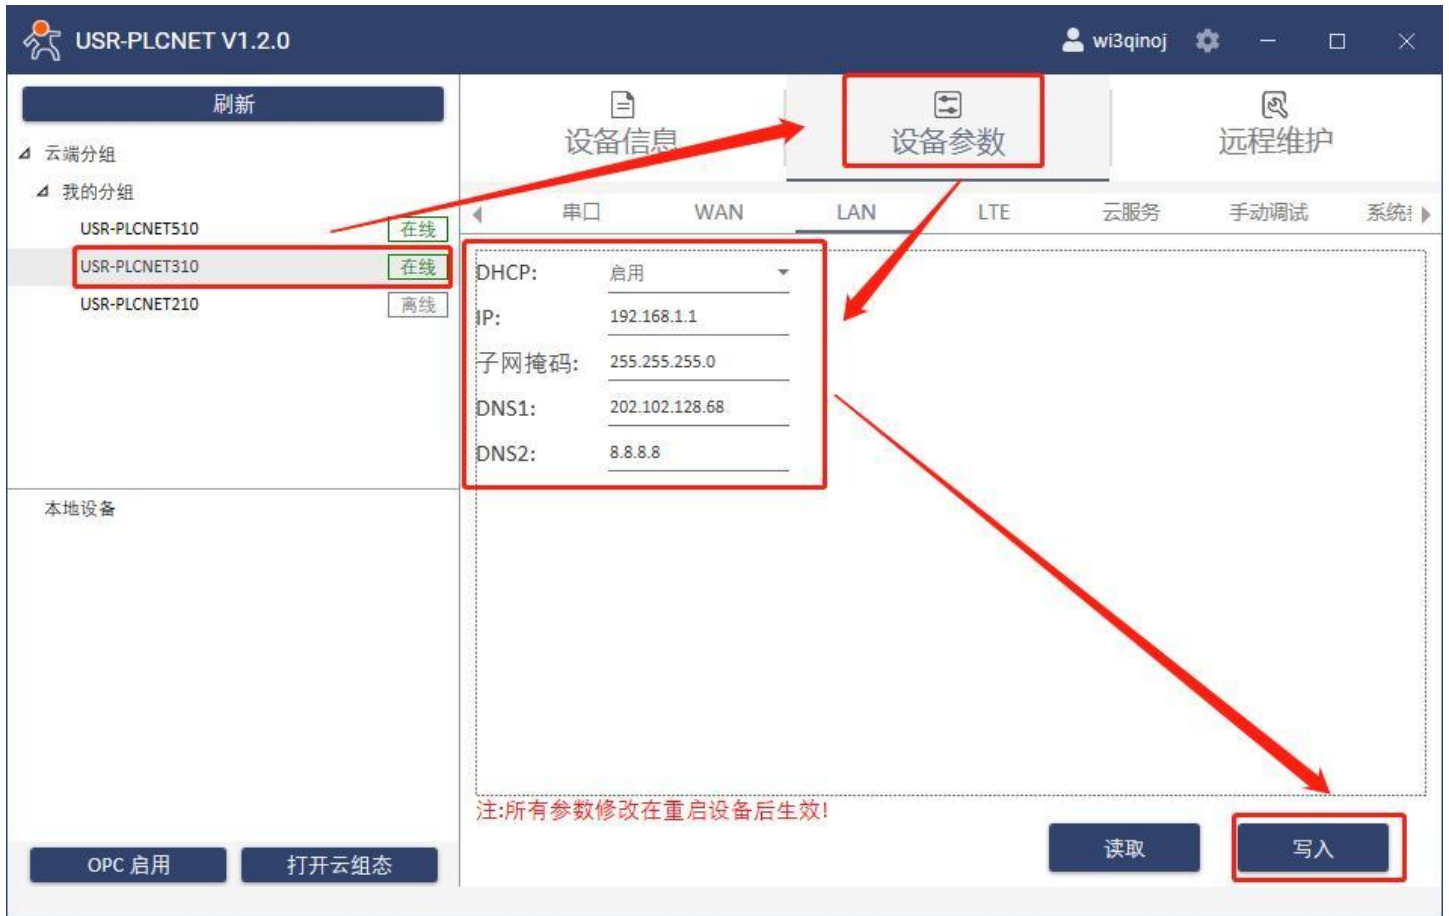 USR-PLCNET V1.2.0
wi3qinoj
刷新
云端分组
我的分组
USR-PLCNET510 在线
USR-PLCNET310 在线
USR-PLCNET210 离线
本地设备
OPC 启用
打开云组态
设备信息
设备参数
远程维护
串口 WAN LAN LTE 云服务 手动调试 系统
DHCP: 启用
IP: 192.168.1.1
子网掩码: 255.255.255.0
DNS1: 202.102.128.68
DNS2: 8.8.8.8
注:所有参数修改在重启设备后生效!
读取
写入